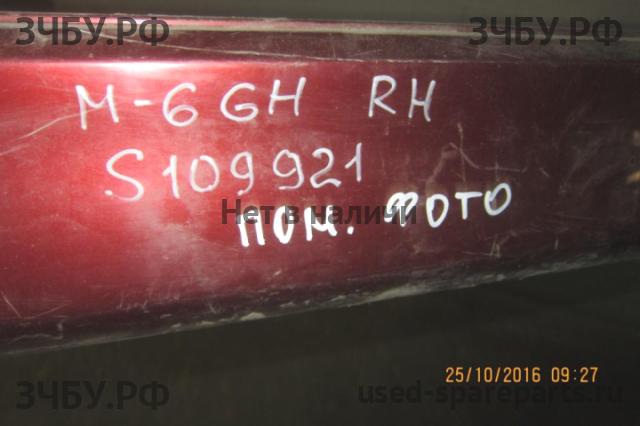 ЗЧБУ.РФ
ЗЧБУ.РФ
M-6 GH RH
S109921
Нет в наличии
ПОМ. ФОТО
25/10/2016 09:27
ЗЧБУ.РФ
used-spareparts.ru